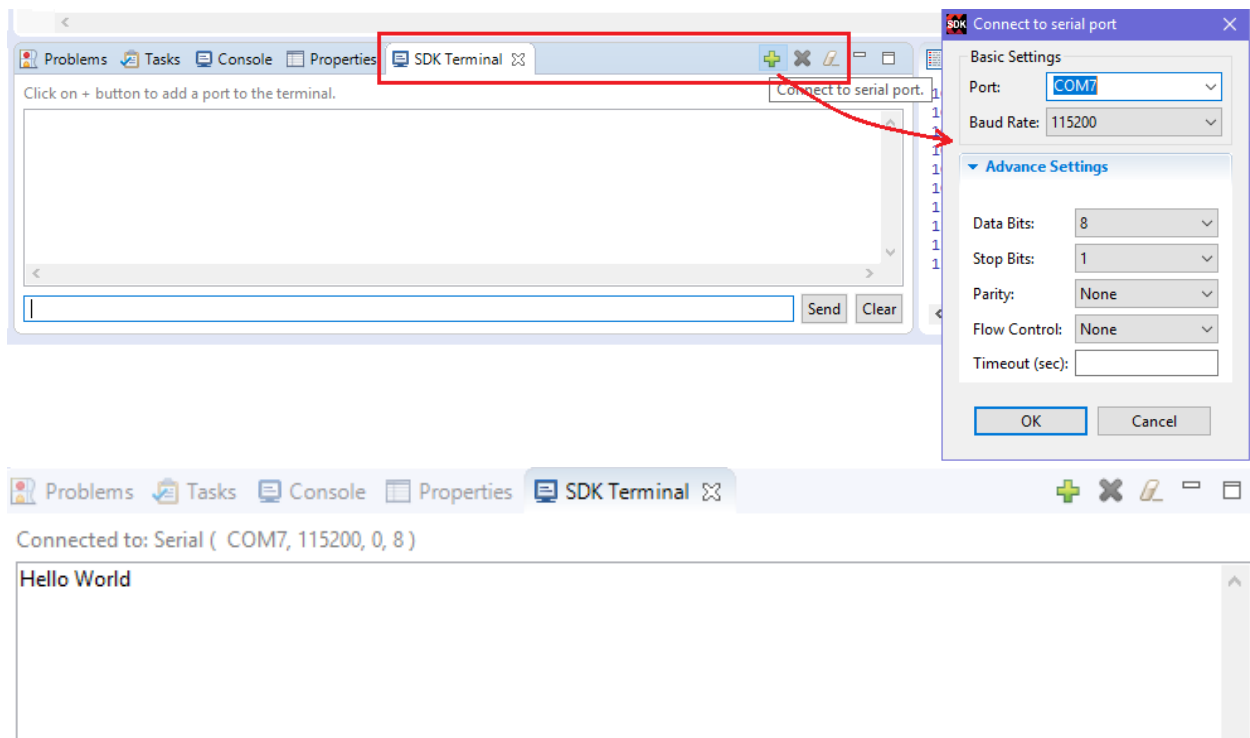 Problems Tasks Console Properties SDK Terminal
Click on + button to add a port to the terminal.
Connect to serial port.
Send Clear
SDK Connect to serial port
Basic Settings
Port: COM7
Baud Rate: 115200
Advance Settings
Data Bits: 8
Stop Bits: 1
Parity: None
Flow Control: None
Timeout (sec):
OK Cancel
Problems Tasks Console Properties SDK Terminal
Connected to: Serial ( COM7, 115200, 0, 8 )
Hello World